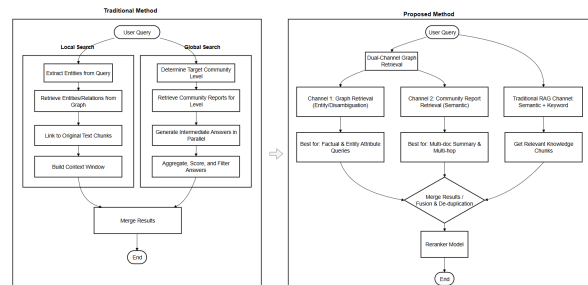 Traditional Method
User Query
Local Search
Global Search
Extract Entities from Query
Retrieve Entities/Relations from
Graph
Link to Original Text Chunks
Build Context Window
Determine Target Community
Level
Retrieve Community Reports for
Level
Generate Intermediate Answers in
Parallel
Aggregate, Score, and Filter
Answers
Merge Results
End
Proposed Method
User Query
Dual-Channel Graph
Retrieval
Channel 1: Graph Retrieval
(Entity/Disambiguation)
Best for: Factual & Entity Attribute
Queries
Channel 2: Community Report
Retrieval (Semantic)
Best for: Multi-doc Summary &
Multi-hop
Traditional RAG Channel:
Semantic + Keyword
Get Relevant Knowledge
Chunks
Merge Results /
Fusion & De-duplication
Reranker Model
End